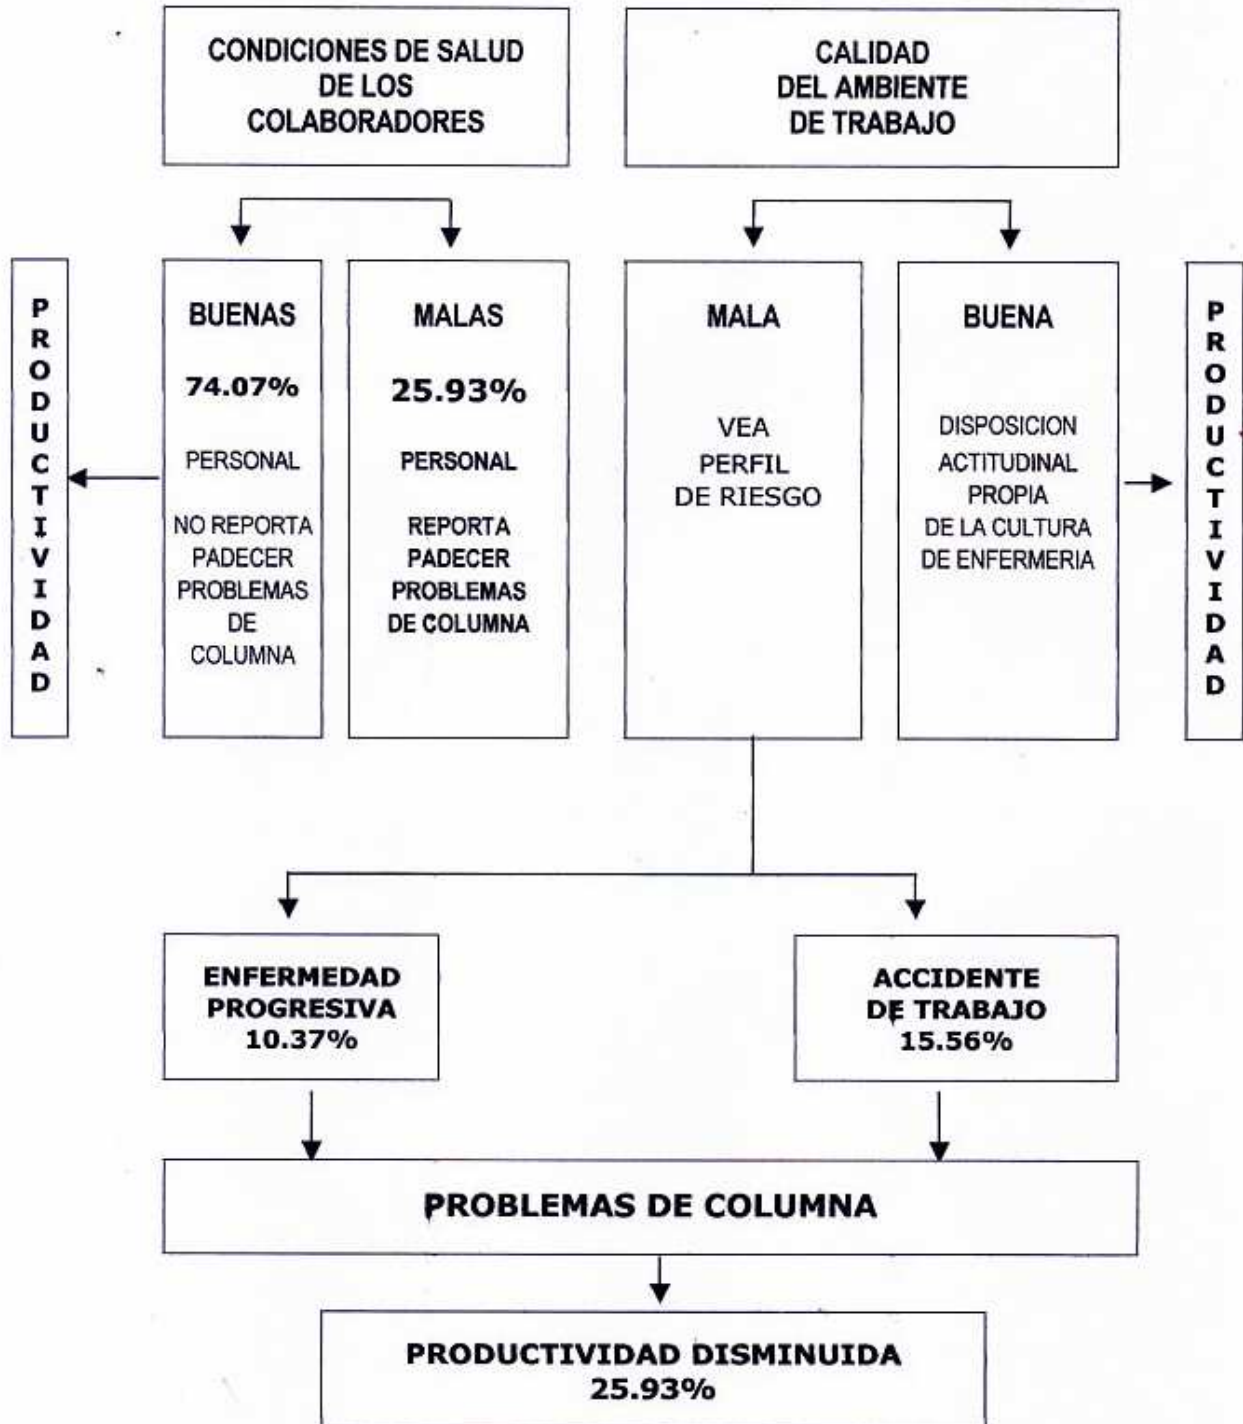 CONDICIONES DE SALUD
DE LOS
COLABORADORES
CALIDAD
DEL AMBIENTE
DE TRABAJO
PRODUCTIVIDAD
BUENAS
74.07%
PERSONAL
NO REPORTA
PADECER
PROBLEMAS
DE
COLUMNA
MALAS
25.93%
PERSONAL
REPORTA
PADECER
PROBLEMAS
DE COLUMNA
MALA
VEA
PERFIL
DE RIESGO
BUENA
DISPOSICION
ACTITUDINAL
PROPIA
DE LA CULTURA
DE ENFERMERIA
PRODUCTIVIDAD
ENFERMEDAD
PROGRESIVA
10.37%
ACCIDENTE
DE TRABAJO
15.56%
PROBLEMAS DE COLUMNA
PRODUCTIVIDAD DISMINUIDA
25.93%